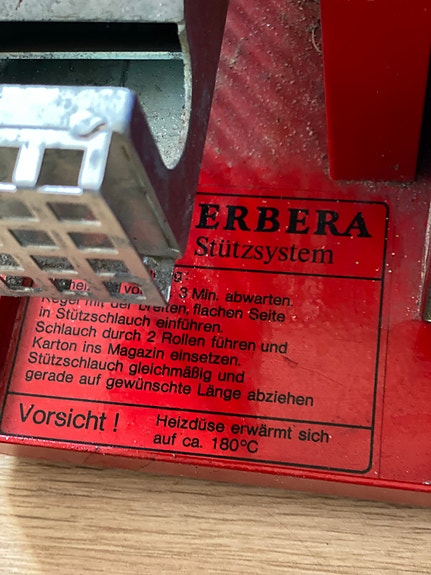 ERBERA
Stützsystem
3 Min. abwarten.
Kegel mit der breiten, flachen Seite
in Stützschlauch einführen.
Schlauch durch 2 Rollen führen und
Karton ins Magazin einsetzen.
Stützschlauch gleichmäßig und
gerade auf gewünschte Länge abziehen
Vorsicht ! Heizdüse erwärmt sich
auf ca. 180°C